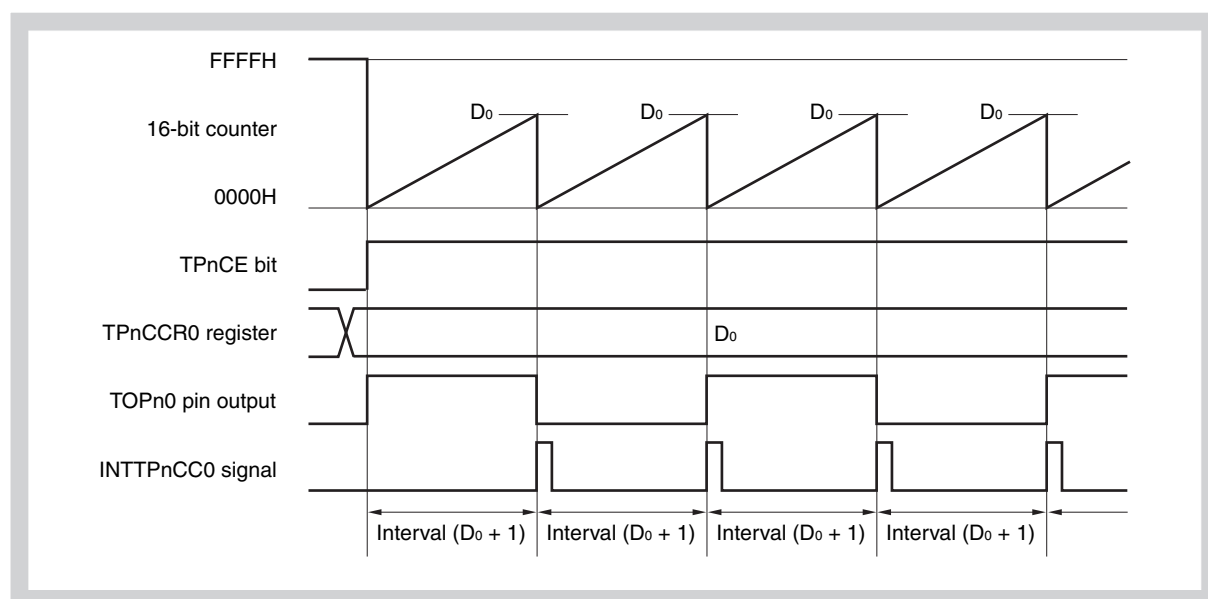 FFFFH
D₀ D₀ D₀ D₀
16-bit counter
0000H
TPnCE bit
TPnCCR0 register
D₀
TOPn0 pin output
INTTPnCC0 signal
Interval (D₀ + 1) Interval (D₀ + 1) Interval (D₀ + 1) Interval (D₀ + 1)